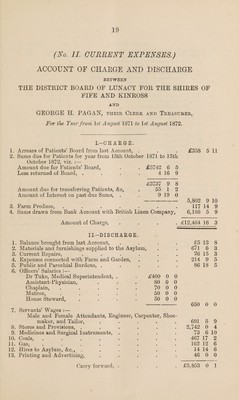 19
(No. II. CURRENT EXPENSES.)
ACCOUNT OF CHARGE AND DISCHARGE
BETWEEN
THE DISTRICT BOARD OF LUNACY FOR THE SHIRES OF
FIFE AND KINROSS
AND
GEORGE H. PAGAN, THEIR CLERK AND TREASURER,
For the Year from 1st August 1871 to 1st August 1872.
I.—CHARGE.
1. Arrears of Patients' Board from last Account, . . £358 5 11
2. Sums due for Patients for year from 15th October 1871 to 15th
October 1872, viz. :—
Amount due for Patients' Board, . . £5742 6 5
Less returned of Board, . . . 4 16 9
£5737 9 8
Amount due for transferring Patients, &c, . 55 1 2
Amount of Interest on past due Sums, . 9 19 0
5,802 9 10
3. Farm Produce, . . . . 117 14 9
4. Sums drawn from Bank Amount with British Linen Company, 6,186 5 9
Amount of Charge, . . . £12,464 16 3
II.—DISCHARGE.
1. Balance brought from last Account, . . . £5 13 8
2. Materials and furnishings supplied to the Asylum, . . 671 6 3
3. Current Repairs, . . . . 76 15 3
4. Expenses connected with Farm and Garden, . . 214 9 5
5. Public and Parochial Burdens, . . . 86 18 5
6. Officers' Salaries :—
Dr Tuke, Medical Superintendent, . . £400 0 0
Assistant-Physician, . . . 80 0 0
Chaplain, . . . 70 0 0
Matron, . . . 50 0 0
House Steward, . . . 50 0 0
650 0 0
7. Servants' Wages :—
Male and Female Attendants, Engineer, Carpenter, Shoe-
maker, and Tailor, . . . 691 5 9
8. Stores and Provisions, . . . 2,742 0 4
9. Medicines and Surgical Instruments, . . 73 6 10
10. Coals, . . . . 467 17 2
11. Gas, . . . . 162 12 6
12. Hires to Asylum, &c., . . . 14 14 6
13. Printing and Advertising, . . . 46 0 0
Carry forward, . . £5,853 0 1